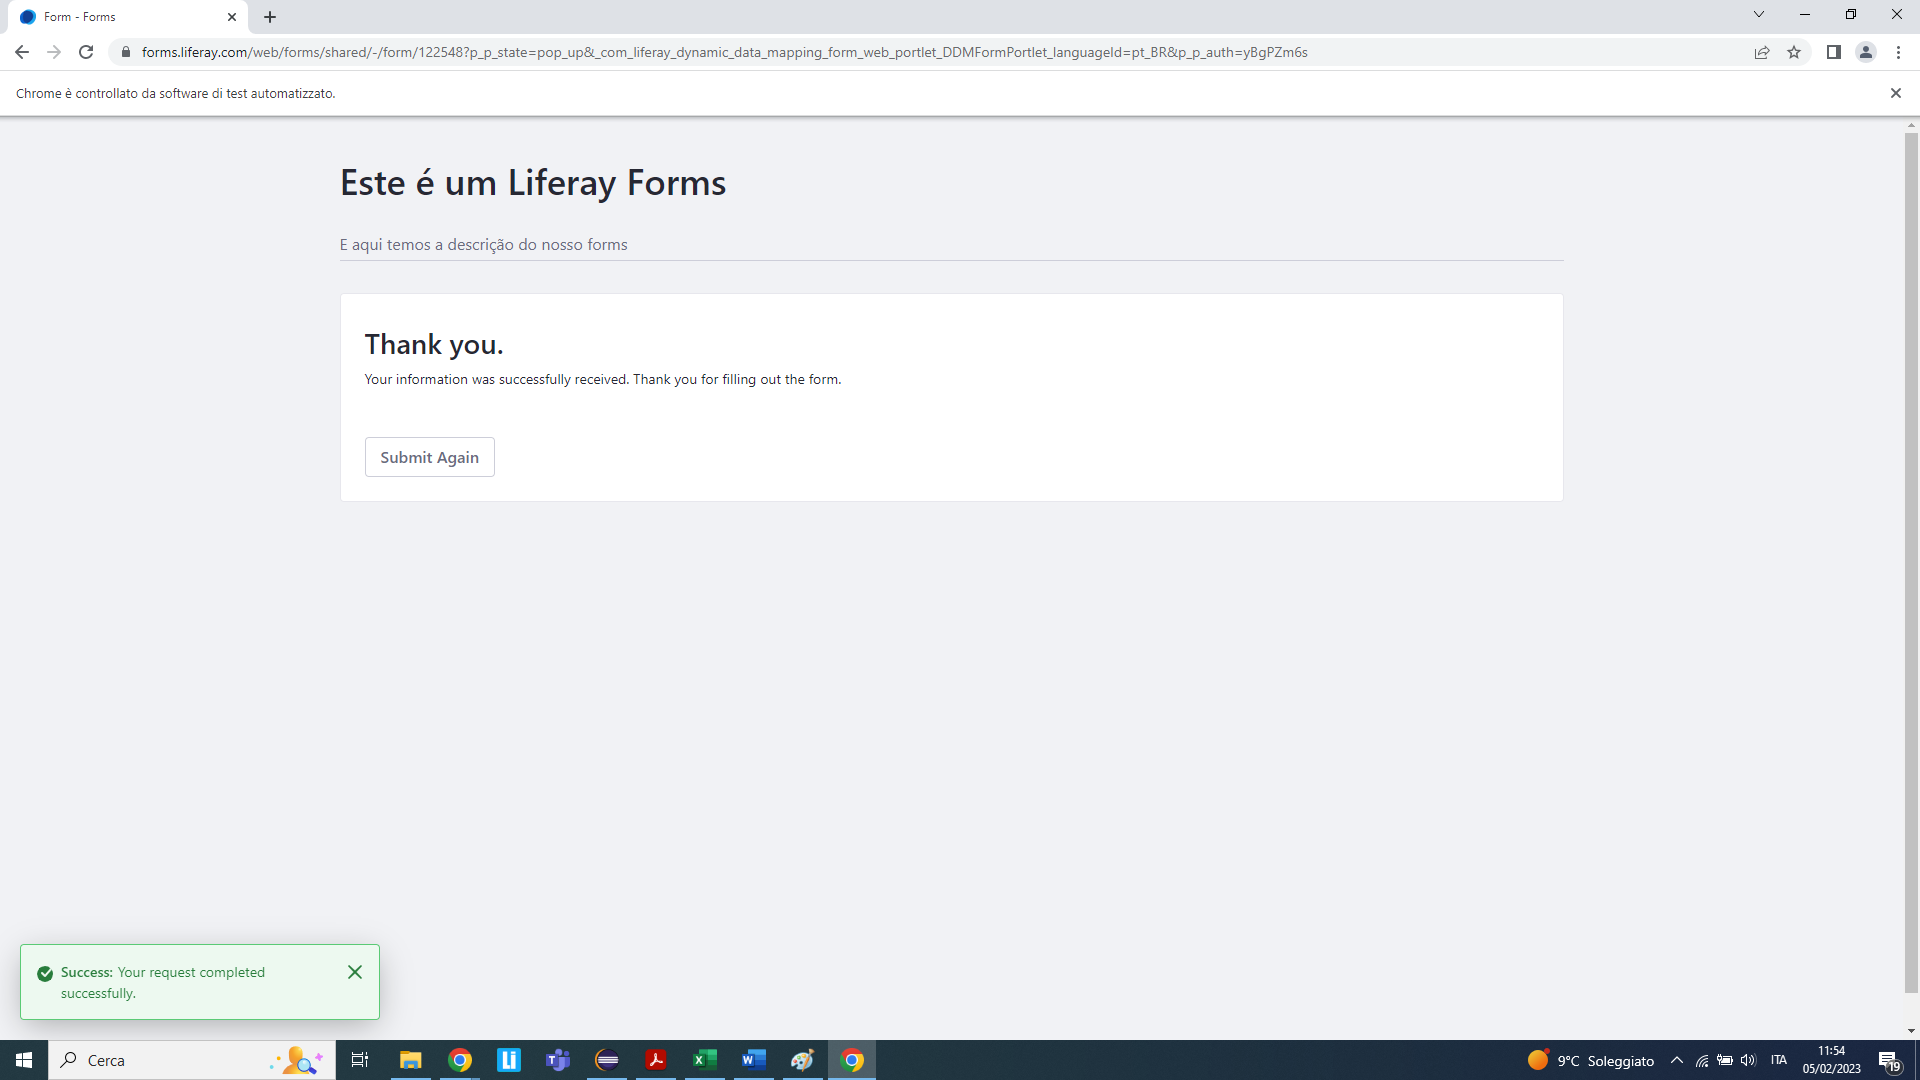 Form - Forms
forms.liferay.com/web/forms/shared/-/form/122548?p_p_state=pop_up&_com_liferay_dynamic_data_mapping_form_web_portlet_DDMFormPortlet_languageId=pt_BR&p_p_auth=yBgPZm6s
Chrome è controllato da software di test automatizzato.
Este é um Liferay Forms
E aqui temos a descrição do nosso forms
Thank you.
Your information was successfully received. Thank you for filling out the form.
Submit Again
Success: Your request completed
successfully.
Cerca
9°C Soleggiato
ITA
11:54
05/02/2023
19